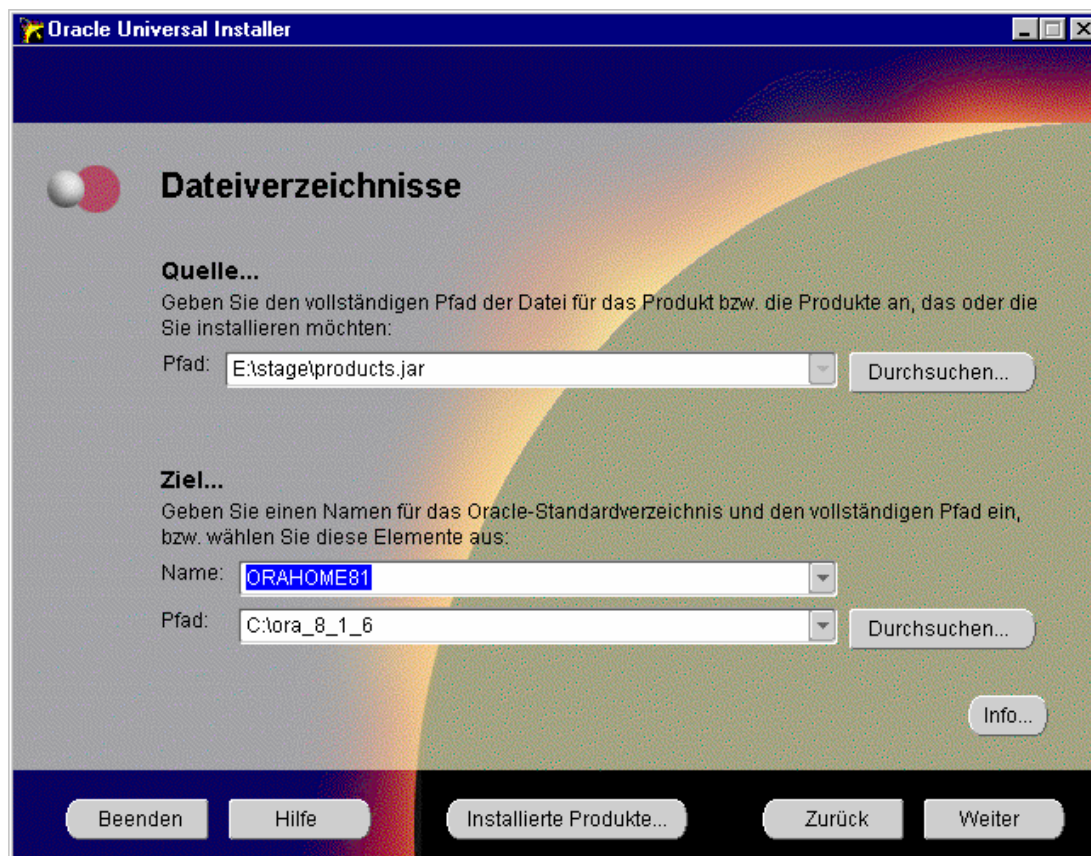 Oracle Universal Installer
Dateiverzeichnisse
Quelle...
Geben Sie den vollständigen Pfad der Datei für das Produkt bzw. die Produkte an, das oder die
Sie installieren möchten:
Pfad: E:\stage\products.jar Durchsuchen...
Ziel...
Geben Sie einen Namen für das Oracle-Standardverzeichnis und den vollständigen Pfad ein,
bzw. wählen Sie diese Elemente aus:
Name: ORAHOME81
Pfad: C:\ora_8_1_6 Durchsuchen...
Info...
Beenden Hilfe Installierte Produkte... Zurück Weiter